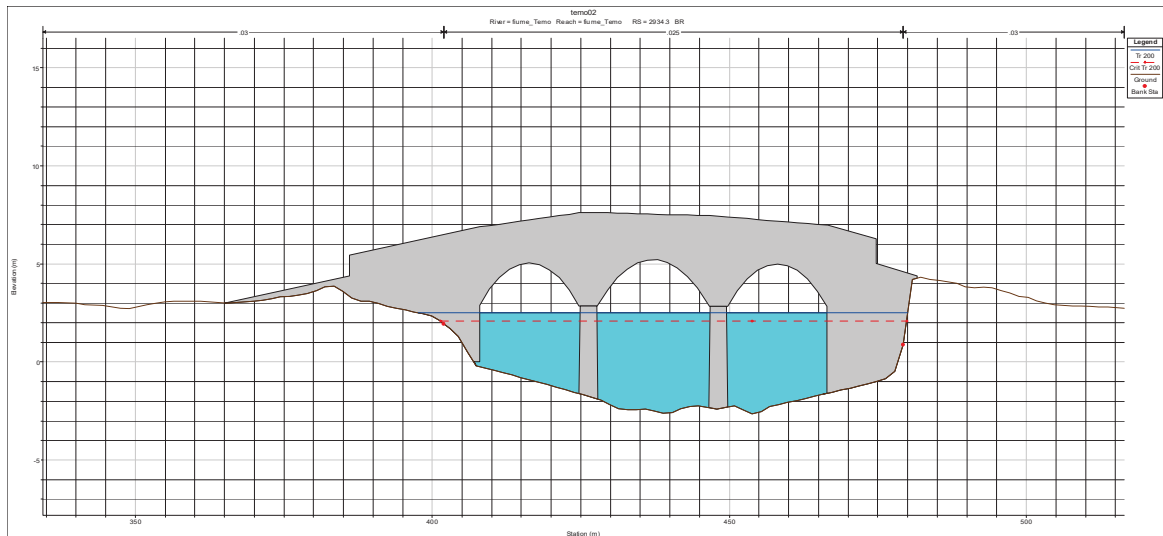 temo02
River = fiume_Temo   Reach = fiume_Temo      RS = 2934.3   BR
.03
.025
.03
Legend
Tr 200
Crit Tr 200
Ground
Bank Sta
15
10
5
0
-5
Elevation (m)
350
400
450
500
Station (m)